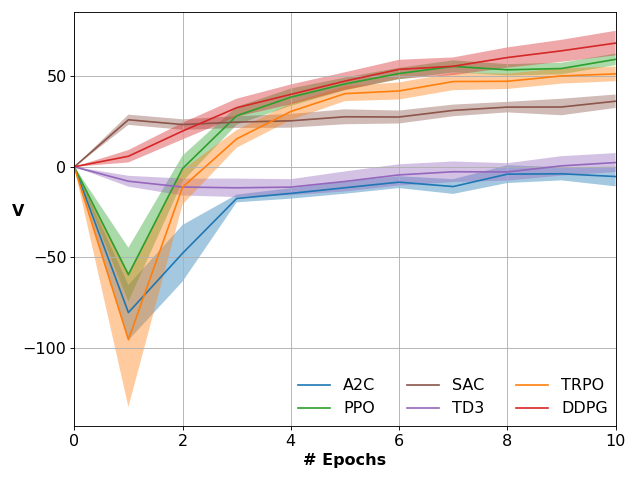 50
0
V
−50
−100
A2C SAC TRPO
PPO TD3 DDPG
0 2 4 6 8 10
# Epochs